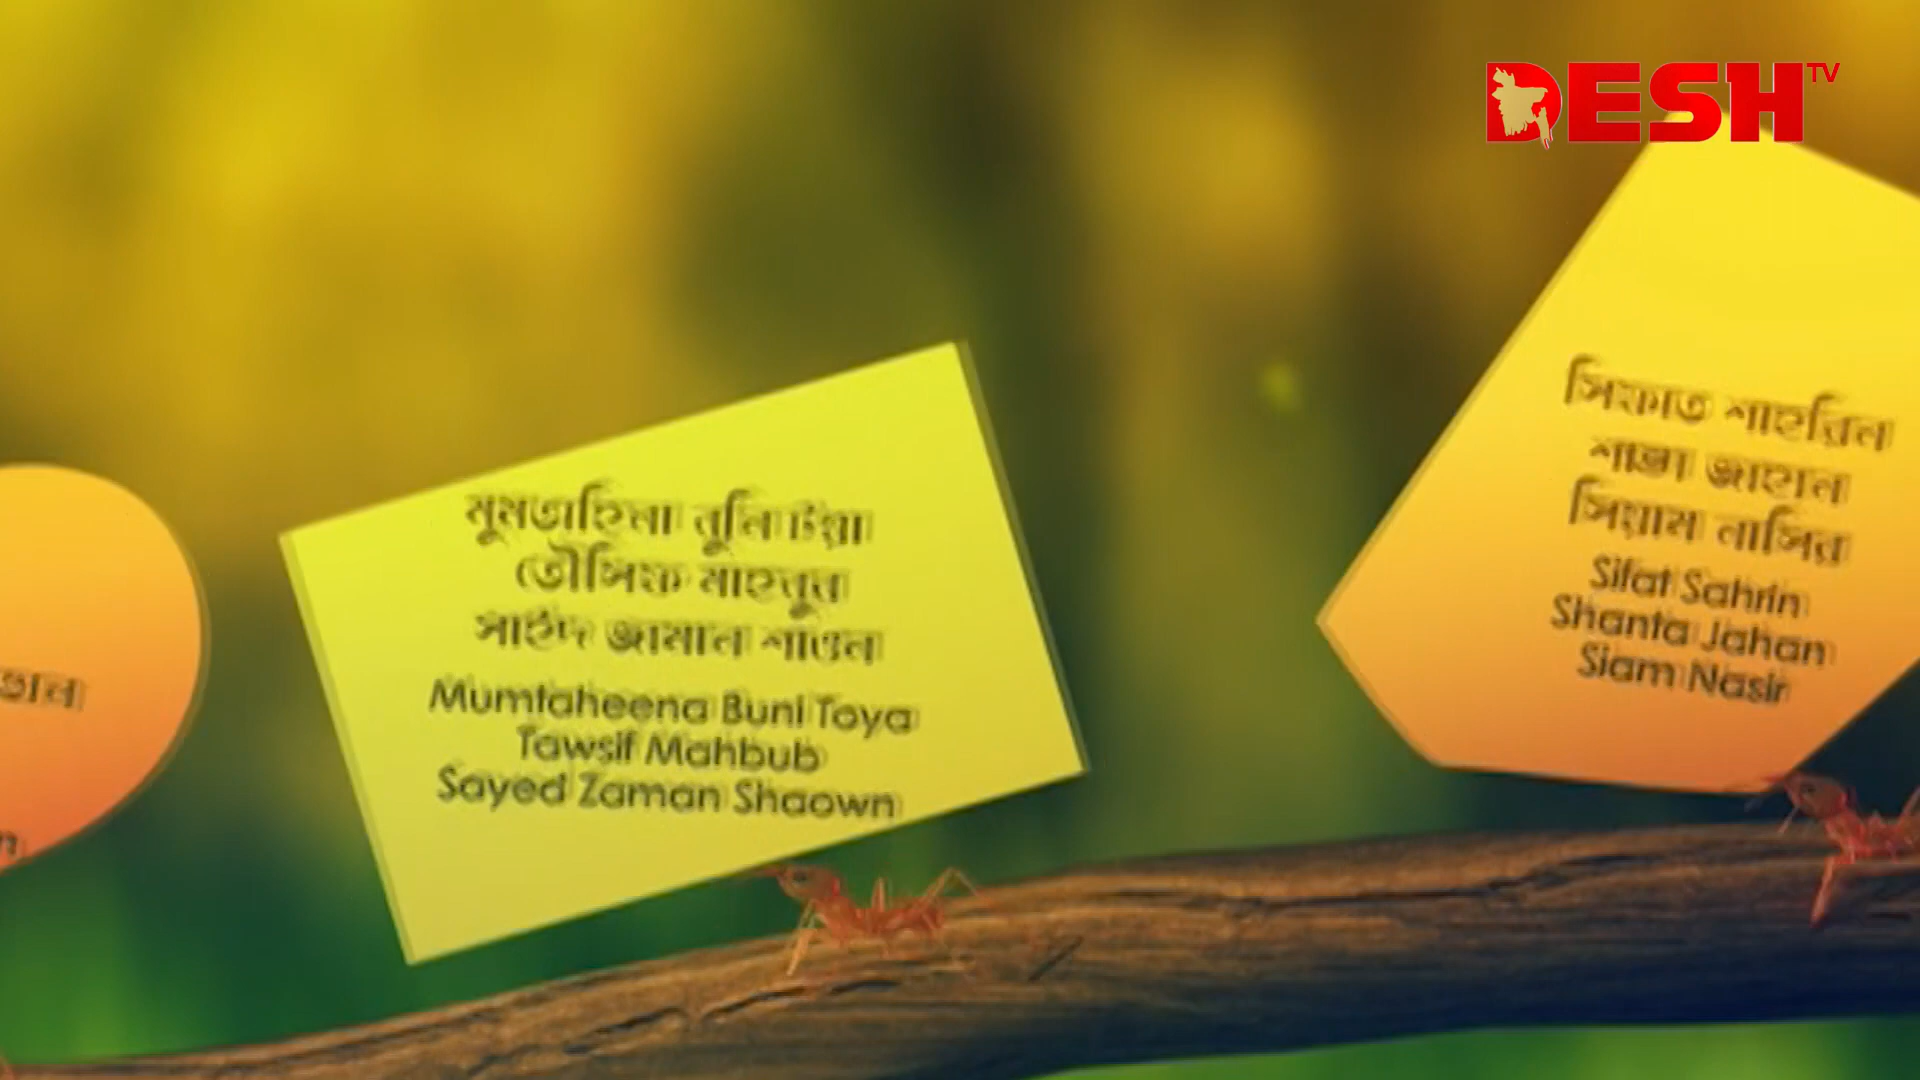 DESH TV
তান
n
মুমতাহিনা বুনি টয়া
তৌসিফ মাহবুব
সাঈদ জামান শাওন
Mumtaheena Buni Toya
Tawsif Mahbub
Sayed Zaman Shaown
সিফাত শাহরিন
শান্তা জাহান
সিয়াম নাসির
Sifat Sahrin
Shanta Jahan
Siam Nasir